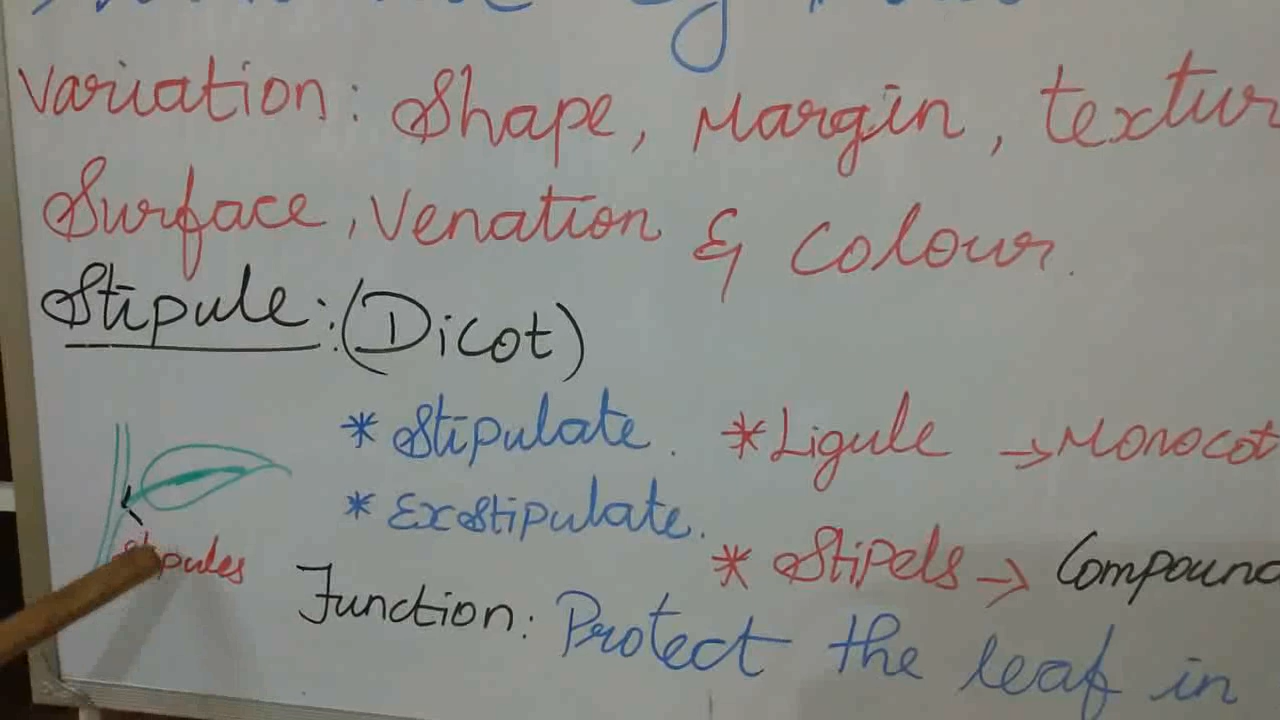 Variation: Shape, Margin, textur
Surface, Venation & Colour.
Stipule: (Dicot)
* Stipulate. * Ligule → Monocot
* Exstipulate.
* Stipels → Compound
Stipules
Function: Protect the leaf in